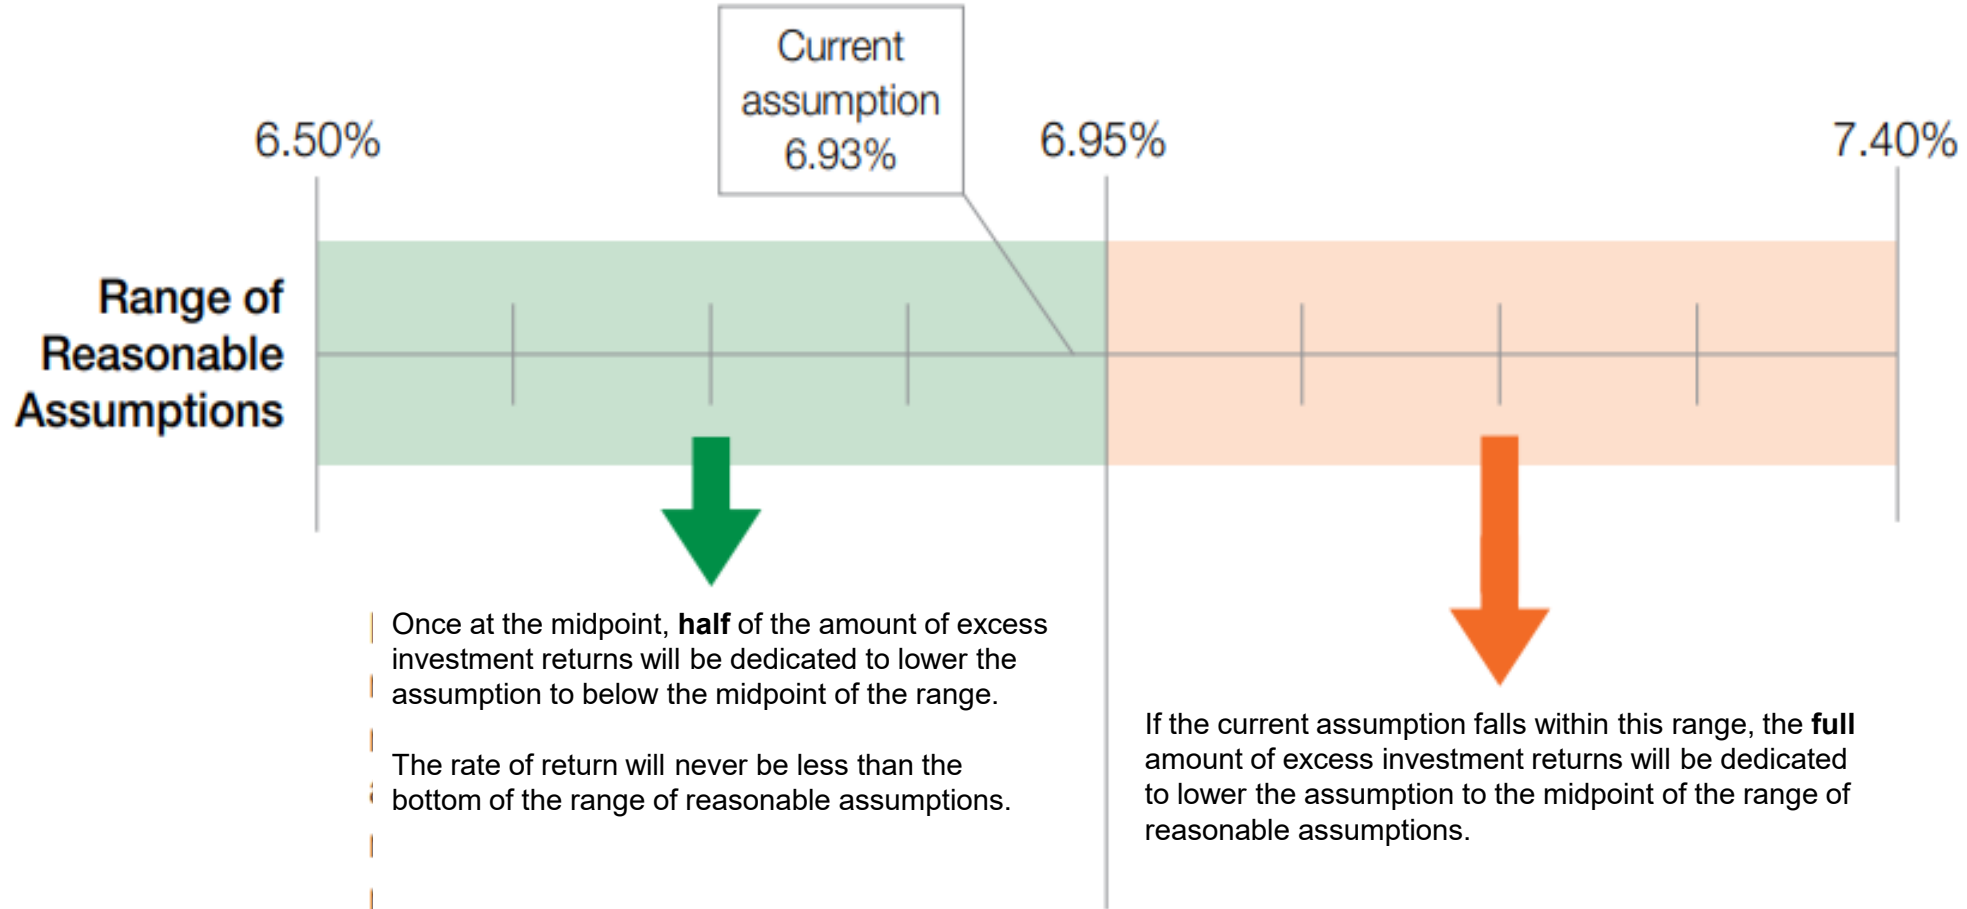 Current
assumption
6.93%
6.50%
6.95%
7.40%
Range of
Reasonable
Assumptions
Once at the midpoint, half of the amount of excess
investment returns will be dedicated to lower the
assumption to below the midpoint of the range.
The rate of return will never be less than the
bottom of the range of reasonable assumptions.
If the current assumption falls within this range, the full
amount of excess investment returns will be dedicated
to lower the assumption to the midpoint of the range of
reasonable assumptions.